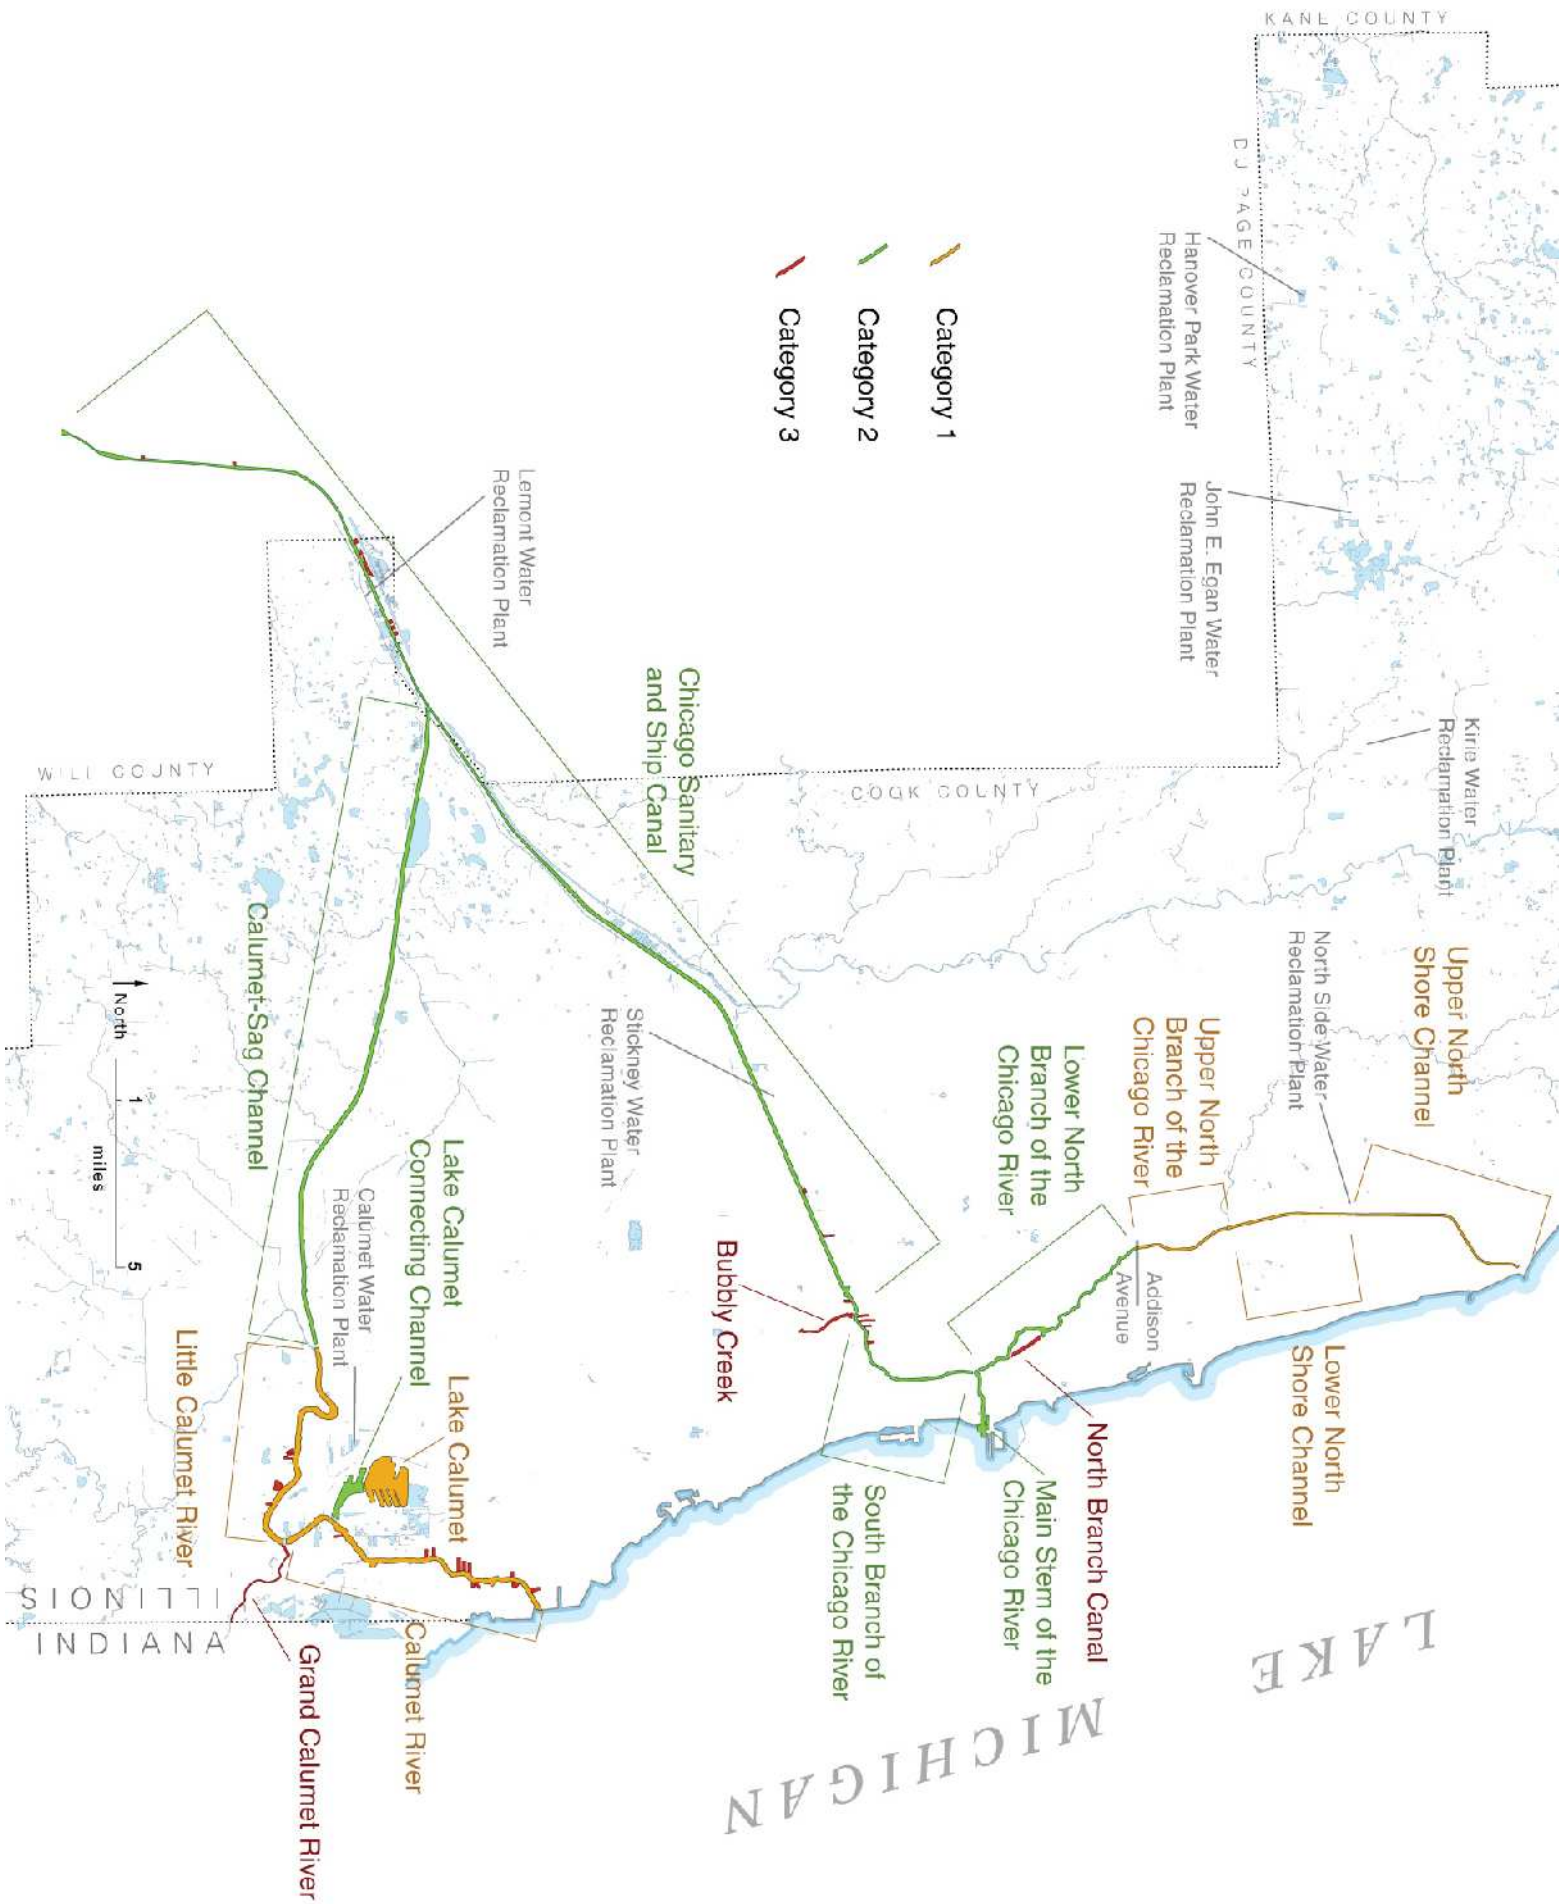 KANE COUNTY
DU PAGE COUNTY
Hanover Park Water
Reclamation Plant
John E. Egan Water
Reclamation Plant
Kirie Water
Reclamation Plant
Upper North
Shore Channel
North Side Water
Reclamation Plant
Upper North
Branch of the
Chicago River
Addison
Avenue
Lower North
Shore Channel
Category 1
Category 2
Category 3
COOK COUNTY
Lower North
Branch of the
Chicago River
North Branch Canal
Main Stem of the
Chicago River
South Branch of
the Chicago River
Bubbly Creek
Chicago Sanitary
and Ship Canal
Stickney Water
Reclamation Plant
Lemont Water
Reclamation Plant
WILL COUNTY
Calumet-Sag Channel
Lake Calumet
Connecting Channel
Calumet Water
Reclamation Plant
Lake Calumet
Little Calumet River
Calumet River
Grand Calumet River
North
1
5
miles
ILLINOIS
INDIANA
LAKE
MICHIGAN